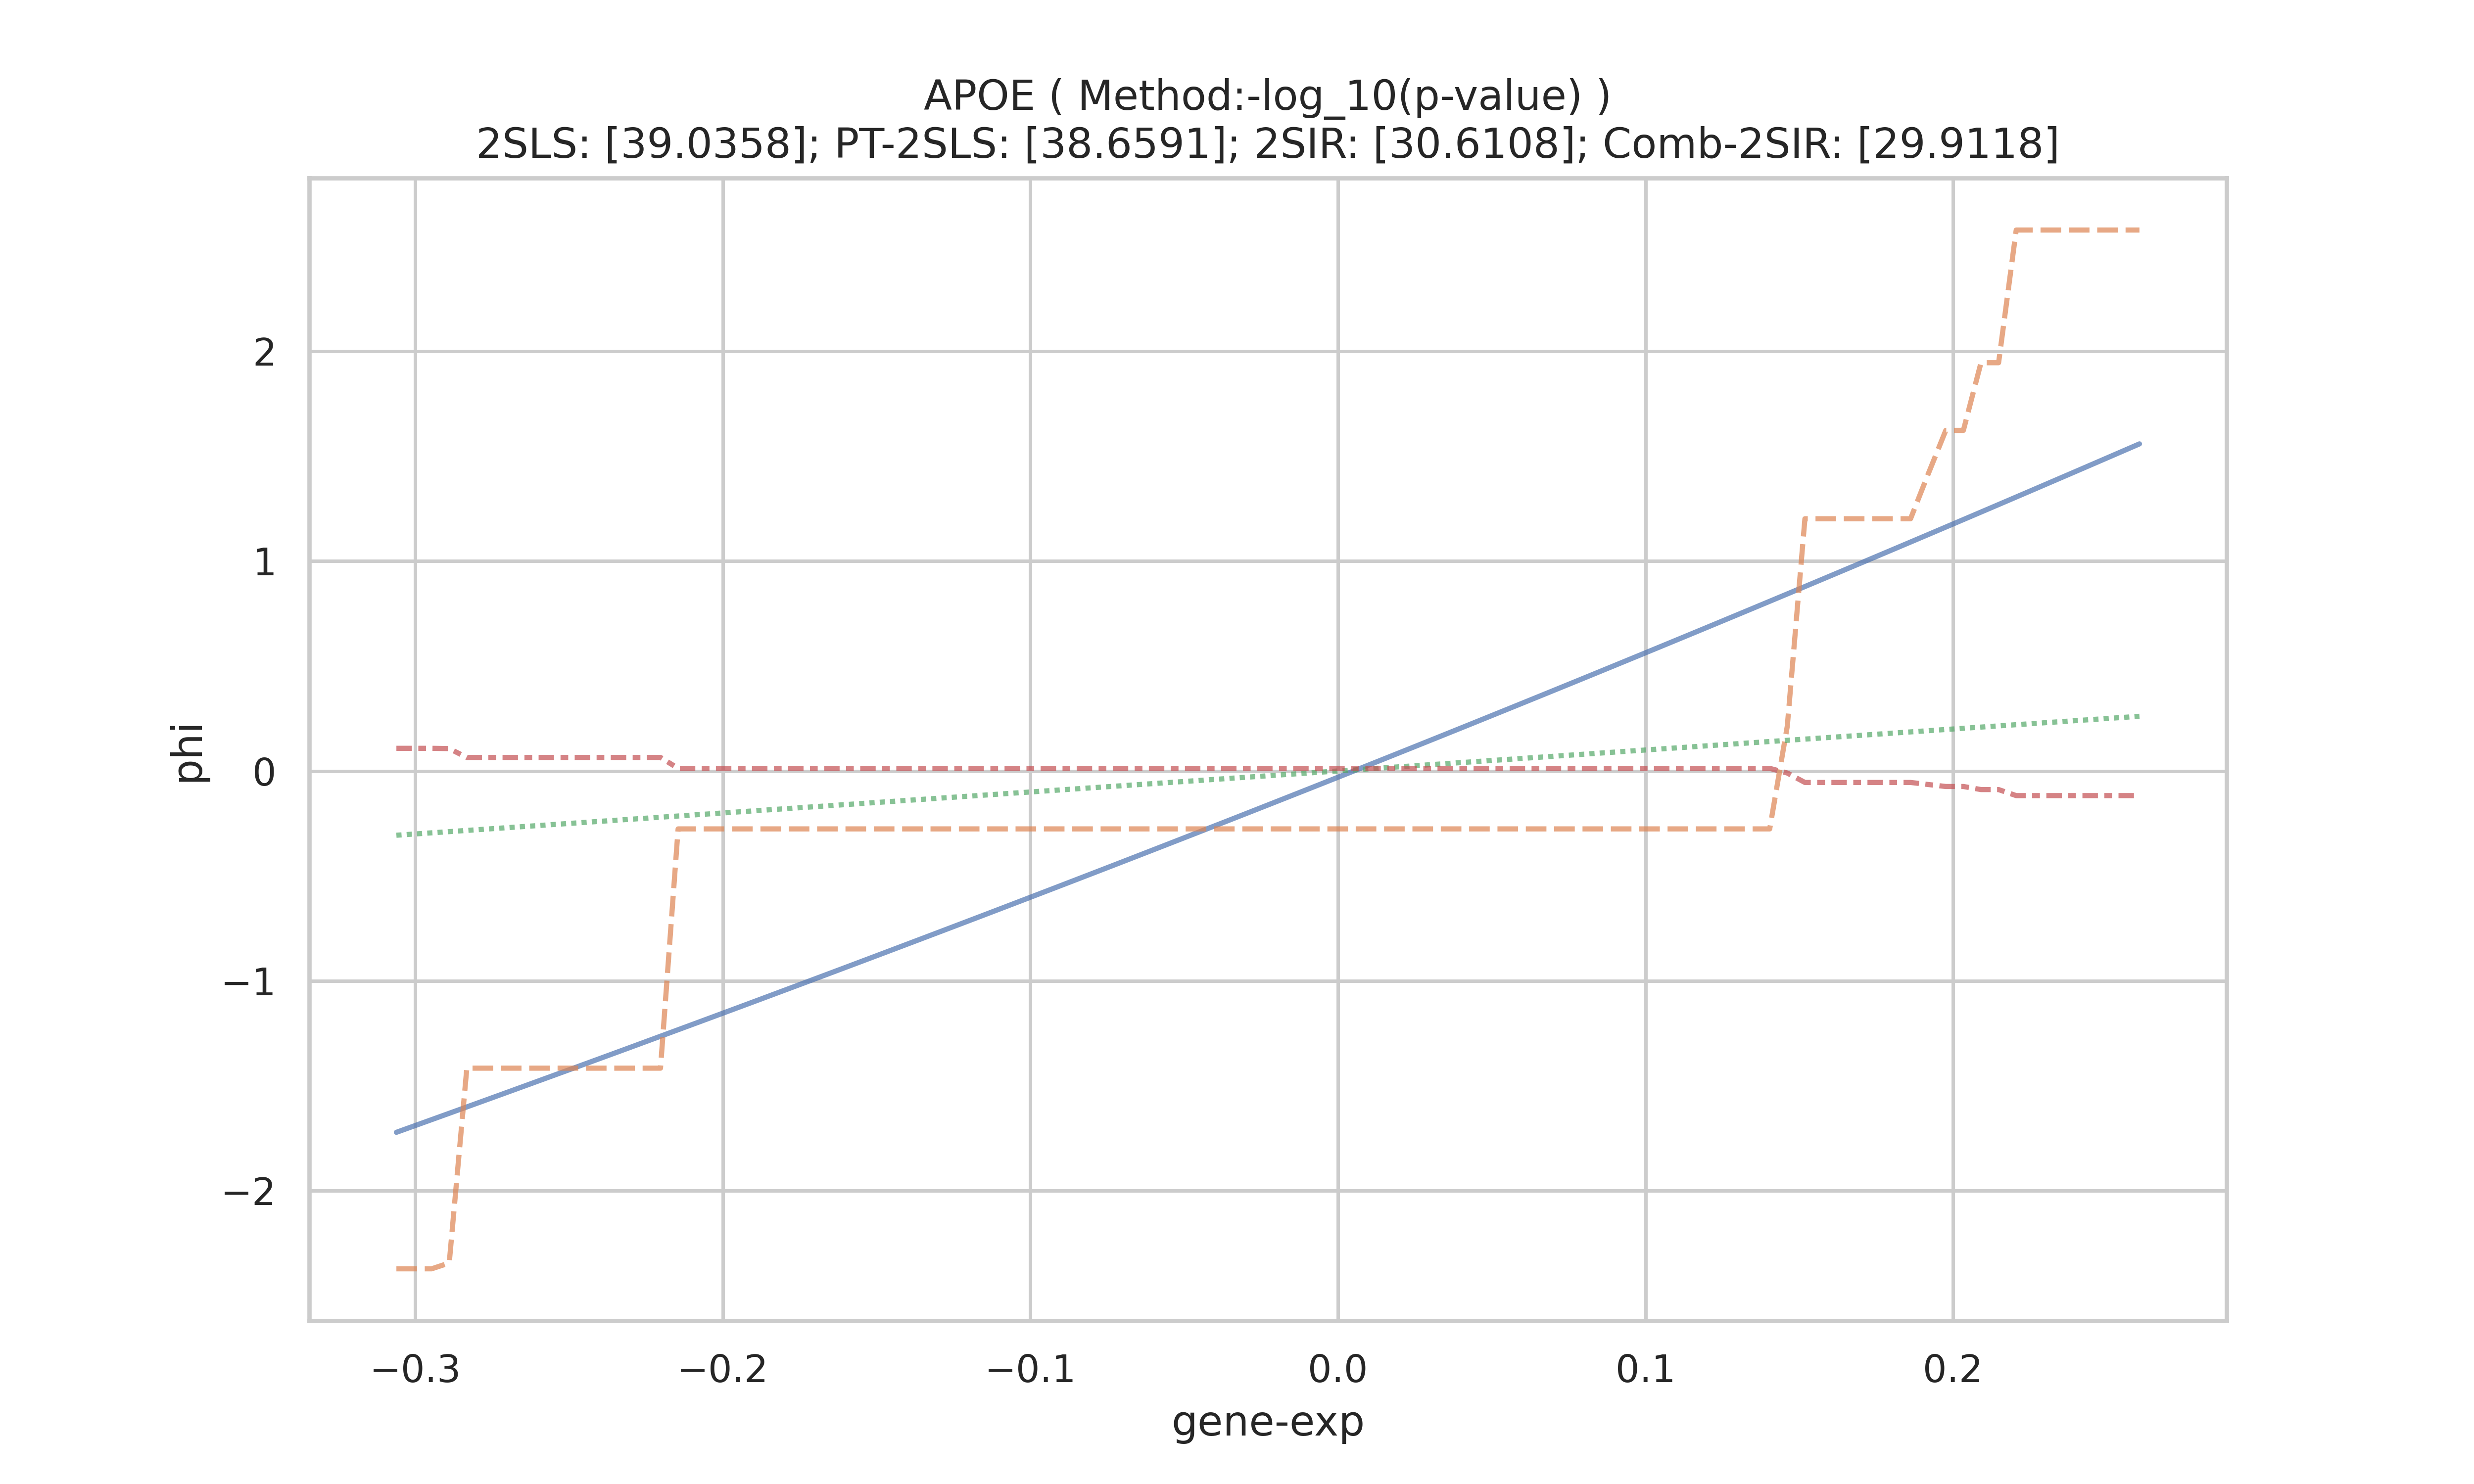 APOE ( Method:-log_10(p-value) )
2SLS: [39.0358]; PT-2SLS: [38.6591]; 2SIR: [30.6108]; Comb-2SIR: [29.9118]
2
1
0
−1
−2
phi
−0.3 −0.2 −0.1 0.0 0.1 0.2
gene-exp